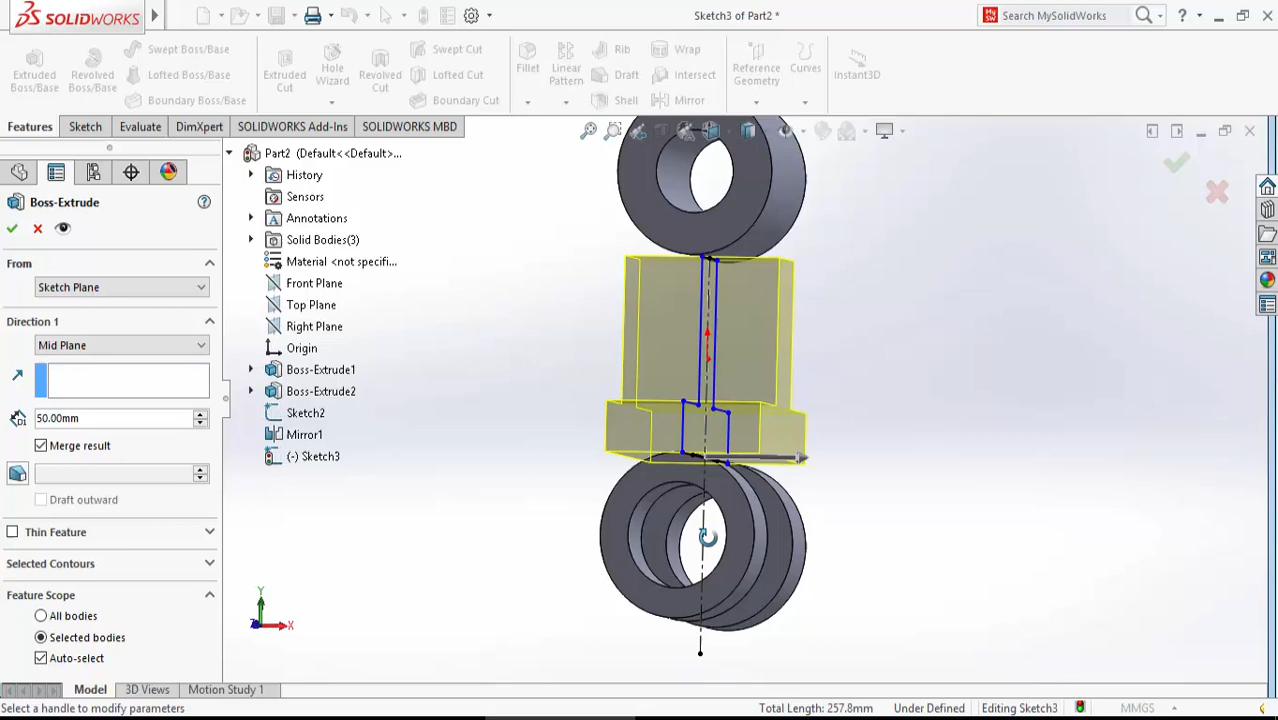 SOLIDWORKS
Sketch3 of Part2 *
Search MySolidWorks
Extruded Boss/Base
Revolved Boss/Base
Swept Boss/Base
Lofted Boss/Base
Boundary Boss/Base
Extruded Cut
Hole Wizard
Revolved Cut
Swept Cut
Lofted Cut
Boundary Cut
Fillet
Linear Pattern
Rib
Draft
Shell
Wrap
Intersect
Mirror
Reference Geometry
Curves
Instant3D
Features
Sketch
Evaluate
DimXpert
SOLIDWORKS Add-Ins
SOLIDWORKS MBD
Boss-Extrude
From
Sketch Plane
Direction 1
Mid Plane
50.00mm
Merge result
Draft outward
Thin Feature
Selected Contours
Feature Scope
All bodies
Selected bodies
Auto-select
Part2 (Default<<Default>...
History
Sensors
Annotations
Solid Bodies(3)
Material <not specifi...
Front Plane
Top Plane
Right Plane
Origin
Boss-Extrude1
Boss-Extrude2
Sketch2
Mirror1
(-) Sketch3
Y
X
Z
Model
3D Views
Motion Study 1
Select a handle to modify parameters
Total Length: 257.8mm
Under Defined
Editing Sketch3
MMGS